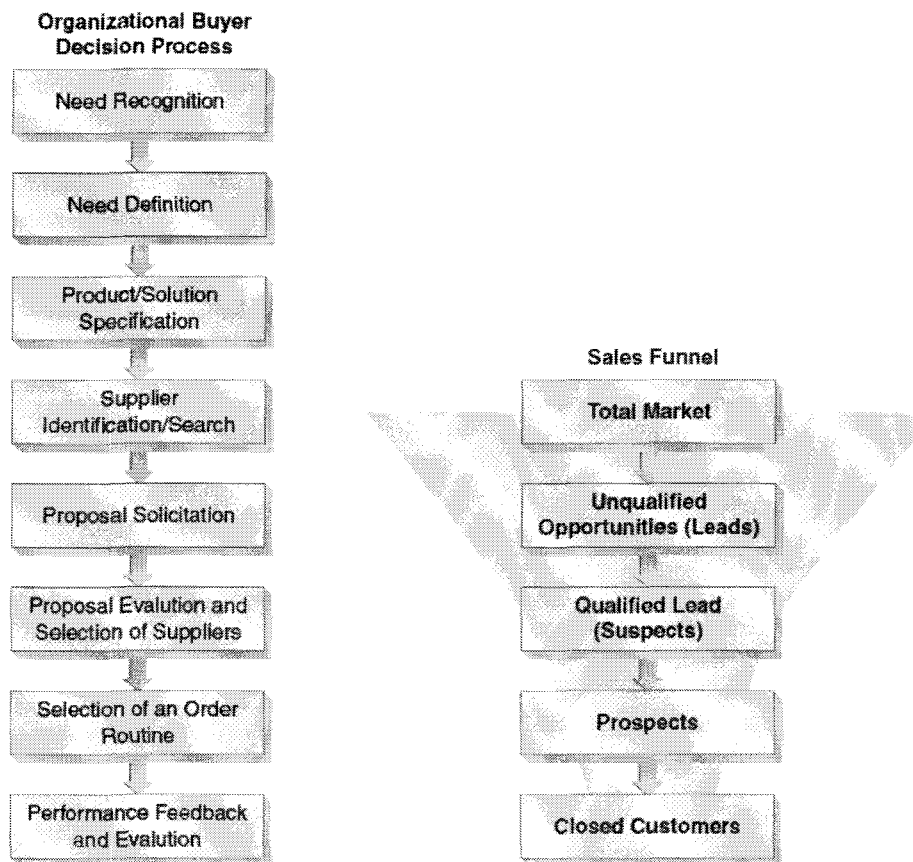 Organizational Buyer
Decision Process
Need Recognition
Need Definition
Product/Solution
Specification
Supplier
Identification/Search
Proposal Solicitation
Proposal Evalution and
Selection of Suppliers
Selection of an Order
Routine
Performance Feedback
and Evalution
Sales Funnel
Total Market
Unqualified
Opportunities (Leads)
Qualified Lead
(Suspects)
Prospects
Closed Customers